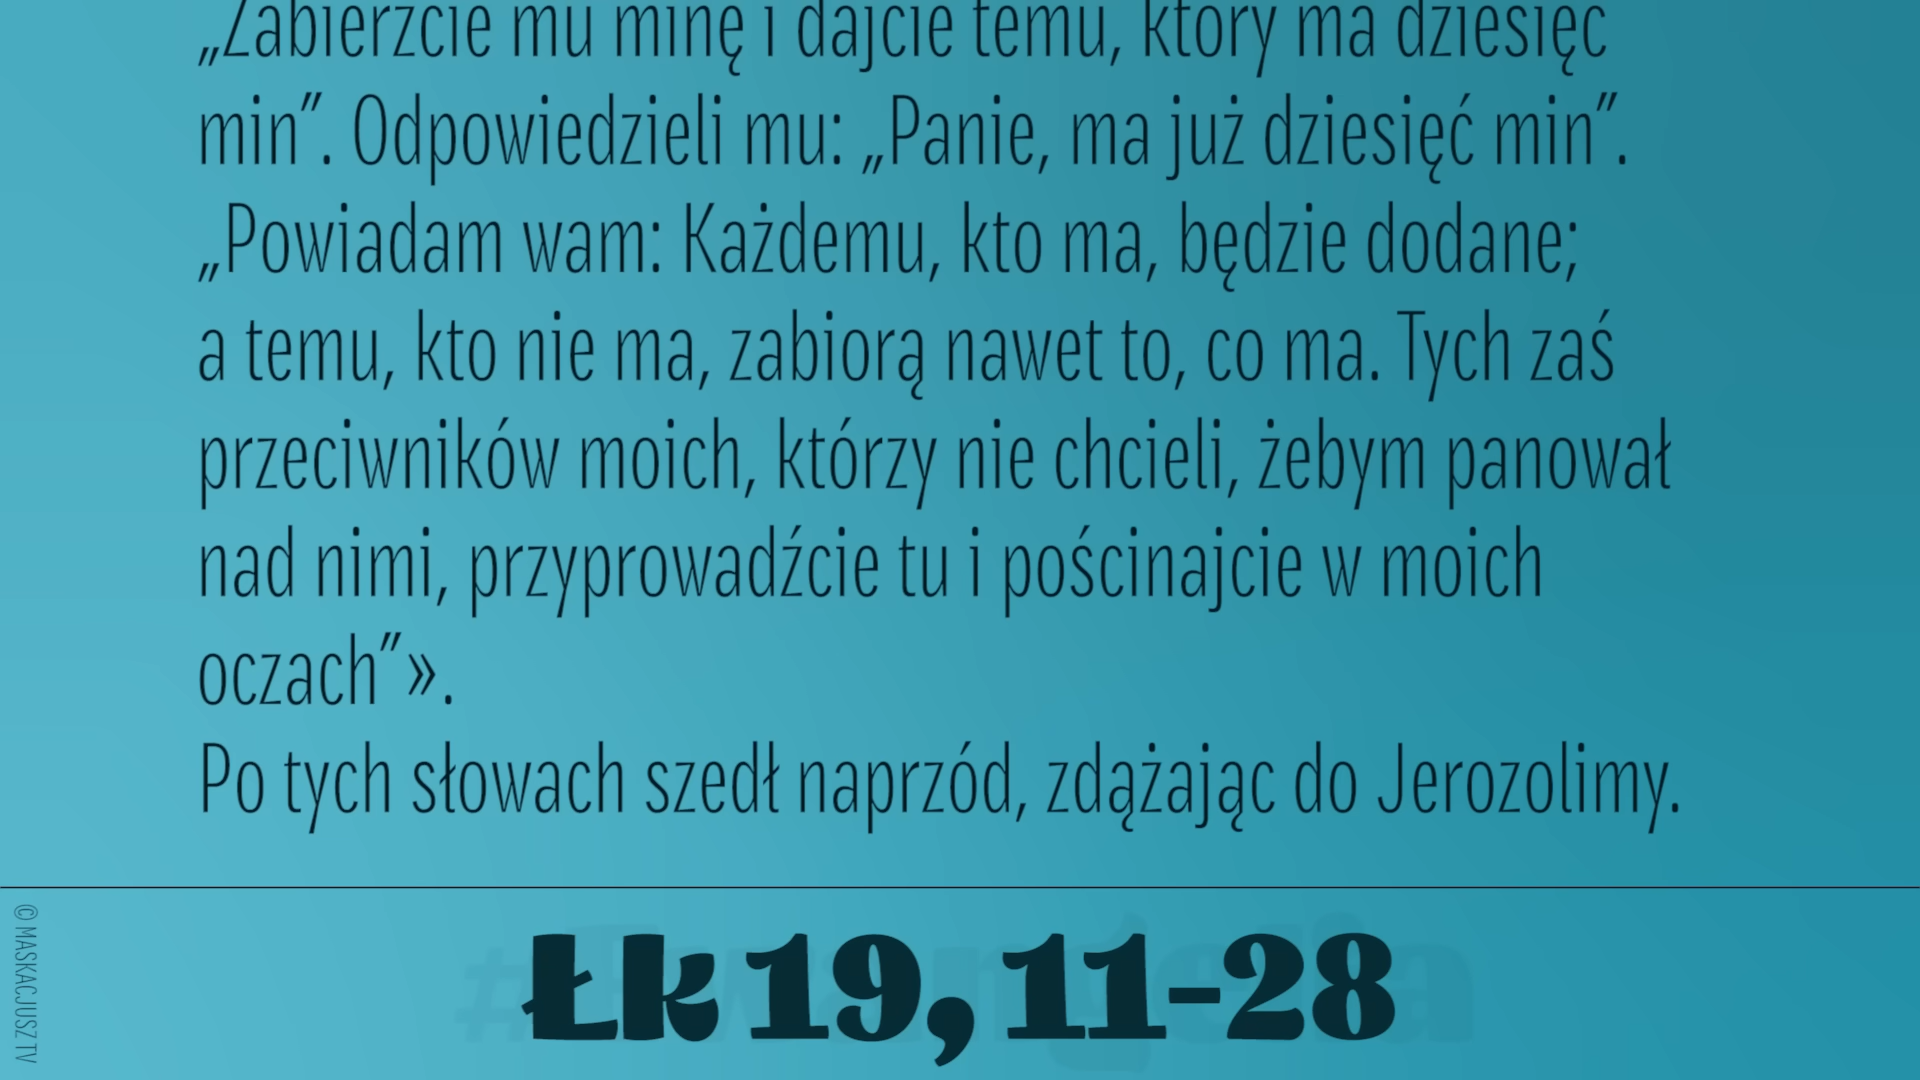 „Zabierzcie mu minę i dajcie temu, który ma dziesięć
min”. Odpowiedzieli mu: „Panie, ma już dziesięć min”.
„Powiadam wam: Każdemu, kto ma, będzie dodane;
a temu, kto nie ma, zabiorą nawet to, co ma. Tych zaś
przeciwników moich, którzy nie chcieli, żebym panował
nad nimi, przyprowadźcie tu i pościnajcie w moich
oczach”».
Po tych słowach szedł naprzód, zdążając do Jerozolimy.
© MASKACJUSZ TV
Łk 19, 11-28